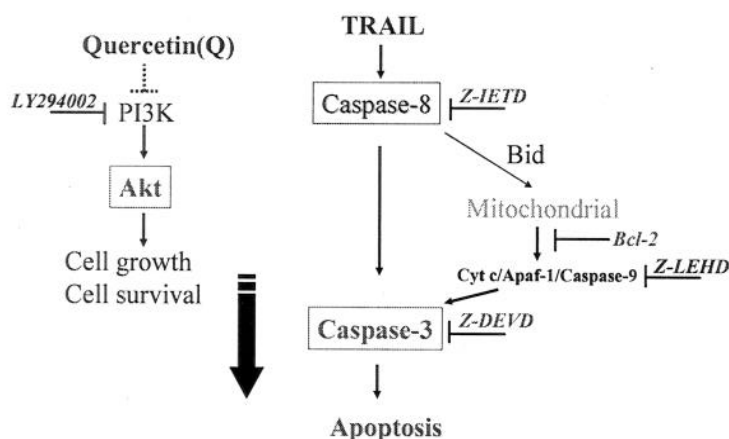 Quercetin(Q)
LY294002
PI3K
Akt
Cell growth
Cell survival
TRAIL
Caspase-8
Z-IETD
Bid
Mitochondrial
Bcl-2
Cyt c/Apaf-1/Caspase-9
Z-LEHD
Caspase-3
Z-DEVD
Apoptosis